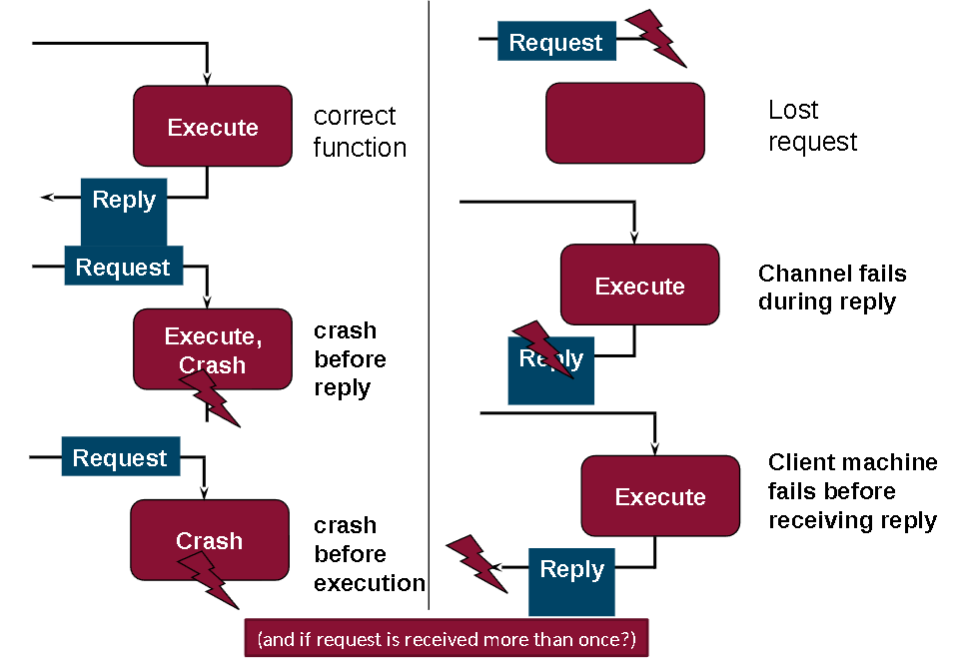 Execute
correct
function
Reply
Request
Execute,
Crash
crash
before
reply
Request
Crash
crash
before
execution
Request
Lost
request
Execute
Channel fails
during reply
Reply
Execute
Client machine
fails before
receiving reply
Reply
(and if request is received more than once?)